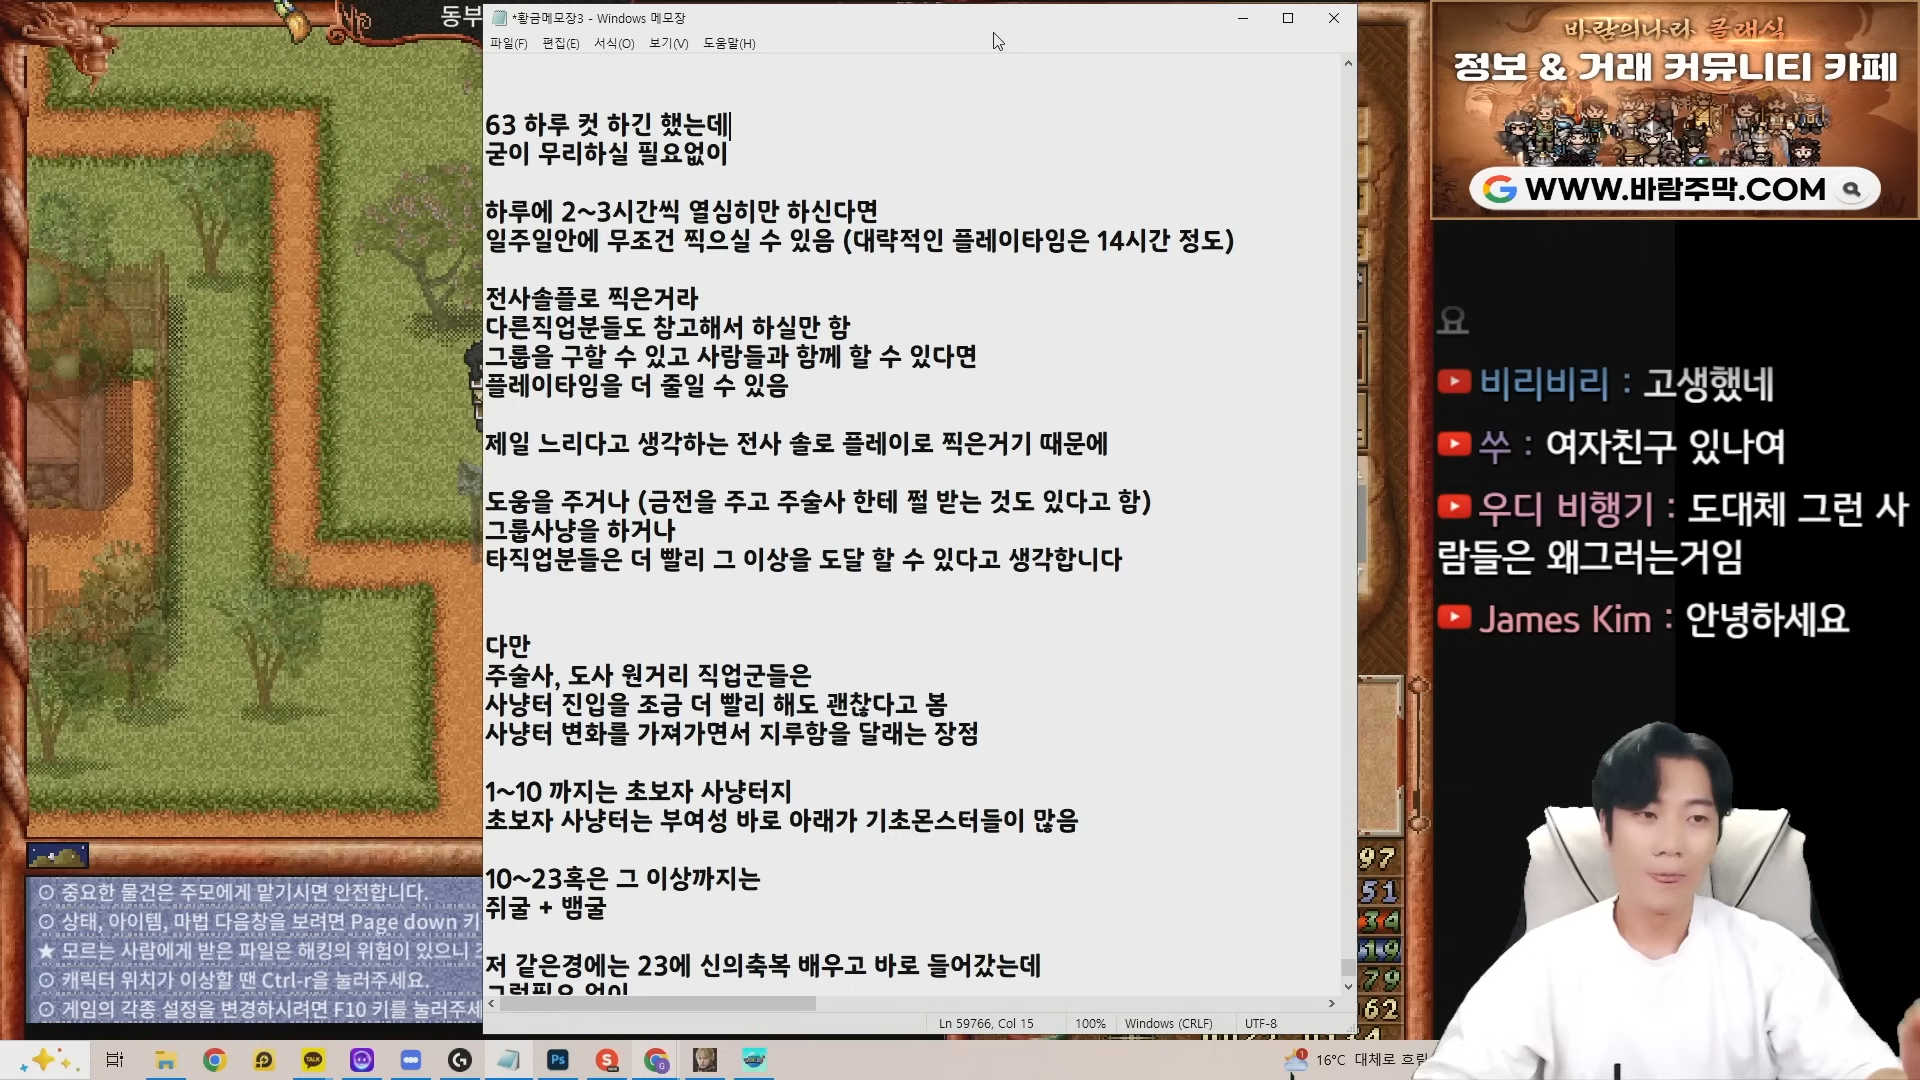 동부
*황금메모장3 - Windows 메모장
파일(F) 편집(E) 서식(O) 보기(V) 도움말(H)
63 하루 컷 하긴 했는데
굳이 무리하실 필요없이
하루에 2~3시간씩 열심히만 하신다면
일주일안에 무조건 찍으실 수 있음 (대략적인 플레이타임은 14시간 정도)
전사솔플로 찍은거라
다른직업분들도 참고해서 하실만 함
그룹을 구할 수 있고 사람들과 함께 할 수 있다면
플레이타임을 더 줄일 수 있음
제일 느리다고 생각하는 전사 솔로 플레이로 찍은거기 때문에
도움을 주거나 (금전을 주고 주술사 한테 쩔 받는 것도 있다고 함)
그룹사냥을 하거나
타직업분들은 더 빨리 그 이상을 도달 할 수 있다고 생각합니다
다만
주술사, 도사 원거리 직업군들은
사냥터 진입을 조금 더 빨리 해도 괜찮다고 봄
사냥터 변화를 가져가면서 지루함을 달래는 장점
1~10 까지는 초보자 사냥터지
초보자 사냥터는 부여성 바로 아래가 기초몬스터들이 많음
10~23혹은 그 이상까지는
쥐굴 + 뱀굴
저 같은경에는 23에 신의축복 배우고 바로 들어갔는데
그럴필요 없이
Ln 59766, Col 15 100% Windows (CRLF) UTF-8
바람의나라 클래식
정보 & 거래 커뮤니티 카페
WWW.바람주막.COM
요
비리비리 : 고생했네
쑤 : 여자친구 있나여
우디 비행기 : 도대체 그런 사
람들은 왜그러는거임
James Kim : 안녕하세요
⊙ 중요한 물건은 주모에게 맡기시면 안전합니다.
⊙ 상태, 아이템, 마법 다음창을 보려면 Page down 키
★ 모르는 사람에게 받은 파일은 해킹의 위험이 있으니
⊙ 캐릭터 위치가 이상할 땐 Ctrl-r을 눌러주세요.
⊙ 게임의 각종 설정을 변경하시려면 F10 키를 눌러주세
97
51
34
19
79
62
TALK
Ps
16°C 대체로 흐림